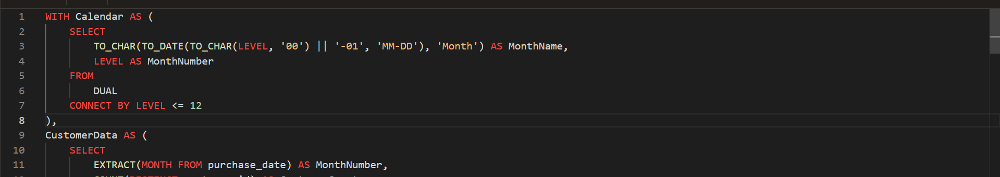 1 WITH Calendar AS (
2 SELECT
3 TO_CHAR(TO_DATE(TO_CHAR(LEVEL, '00') || '-01', 'MM-DD'), 'Month') AS MonthName,
4 LEVEL AS MonthNumber
5 FROM
6 DUAL
7 CONNECT BY LEVEL <= 12
8 ),
9 CustomerData AS (
10 SELECT
11 EXTRACT(MONTH FROM purchase_date) AS MonthNumber,